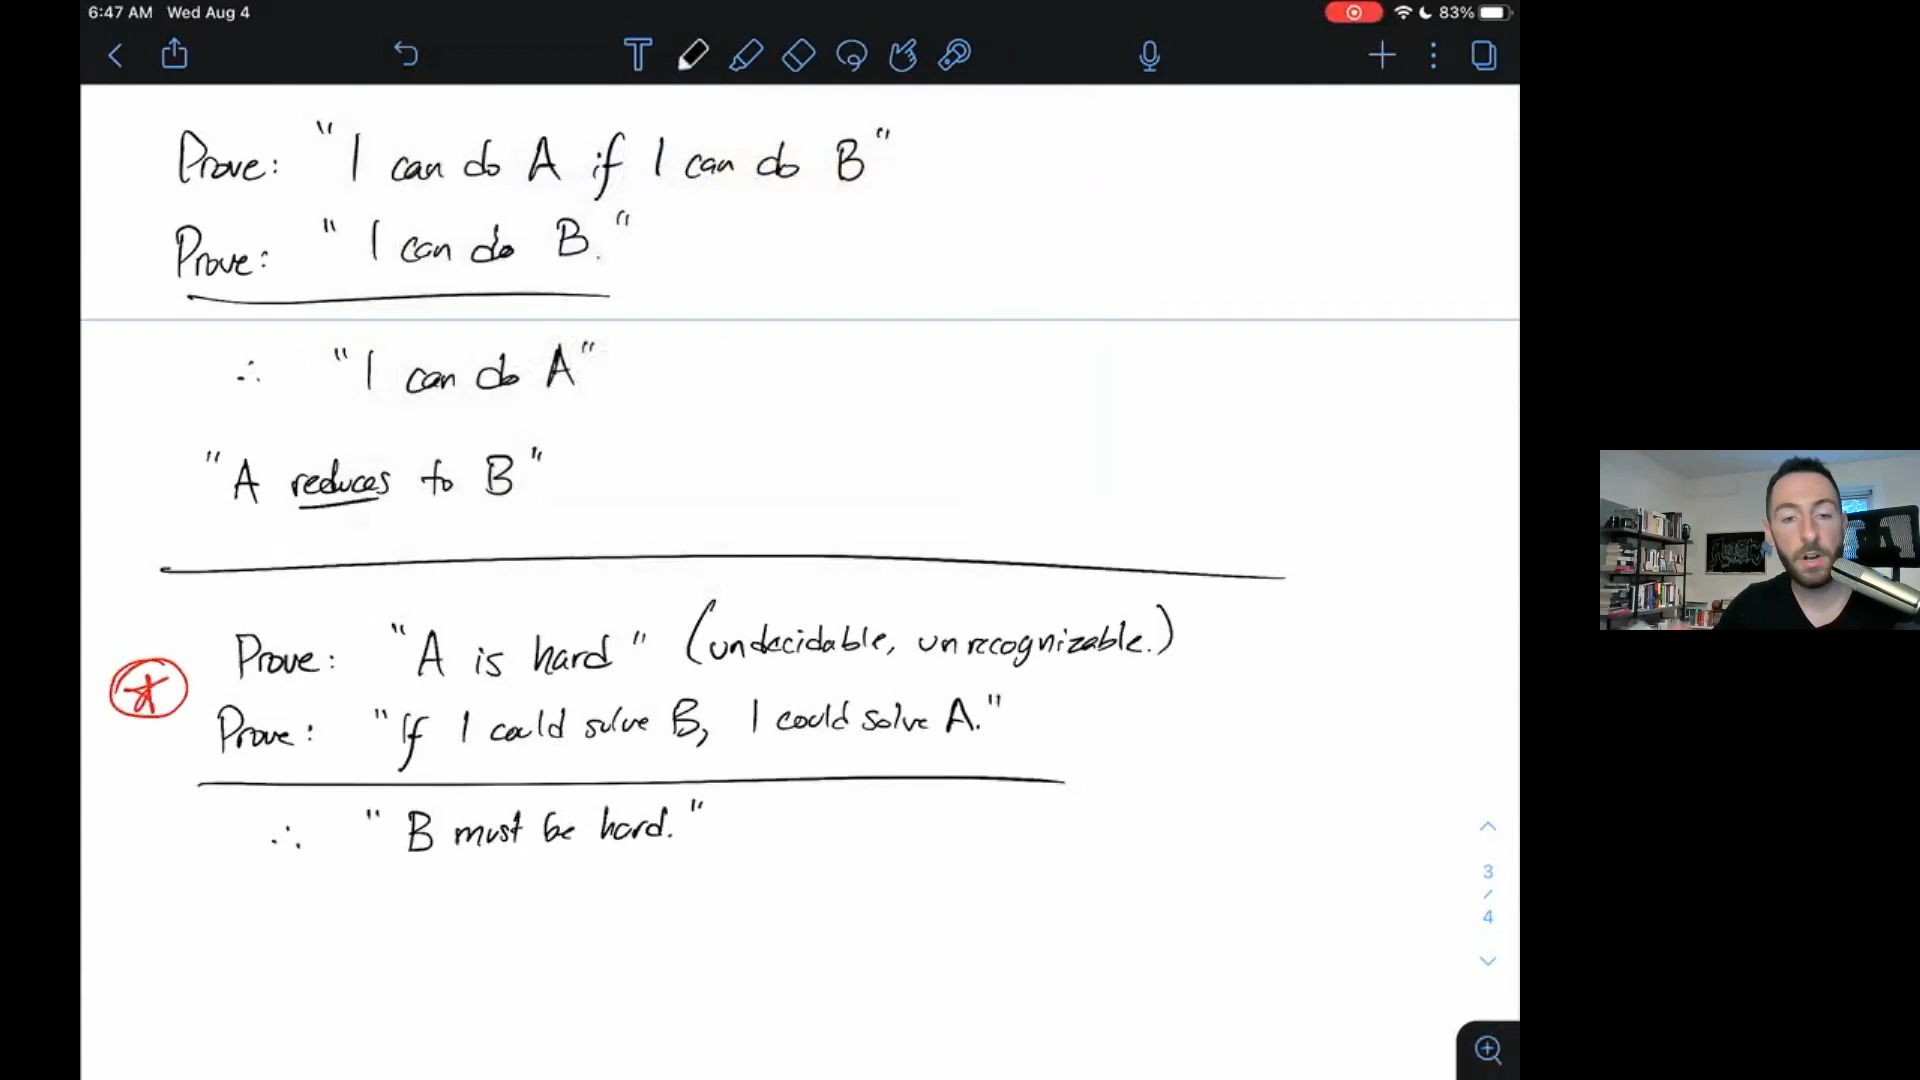 6:47 AM Wed Aug 4 83%
Prove: "I can do A if I can do B"
Prove: "I can do B."
∴ "I can do A"
"A reduces to B"
Prove: "A is hard" (undecidable, unrecognizable.)
Prove: "If I could solve B, I could solve A."
∴ "B must be hard."
3
/
4